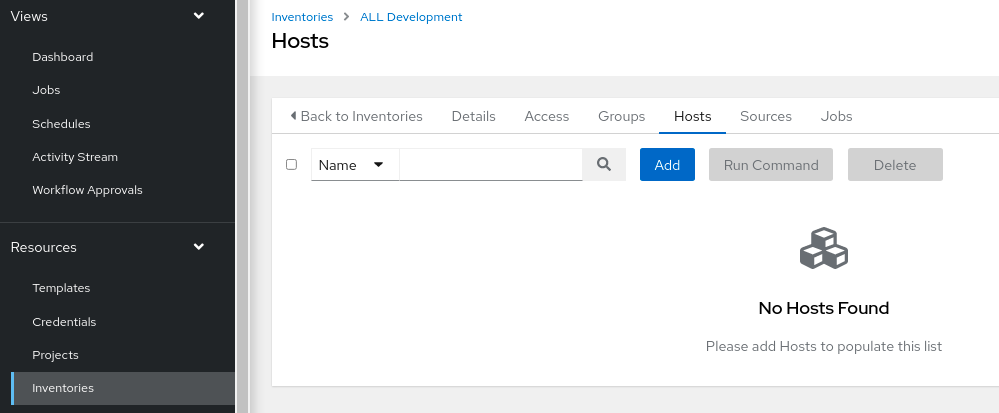 Views
Dashboard
Jobs
Schedules
Activity Stream
Workflow Approvals
Resources
Templates
Credentials
Projects
Inventories
Inventories > ALL Development
Hosts
Back to Inventories Details Access Groups Hosts Sources Jobs
Name Add Run Command Delete
No Hosts Found
Please add Hosts to populate this list